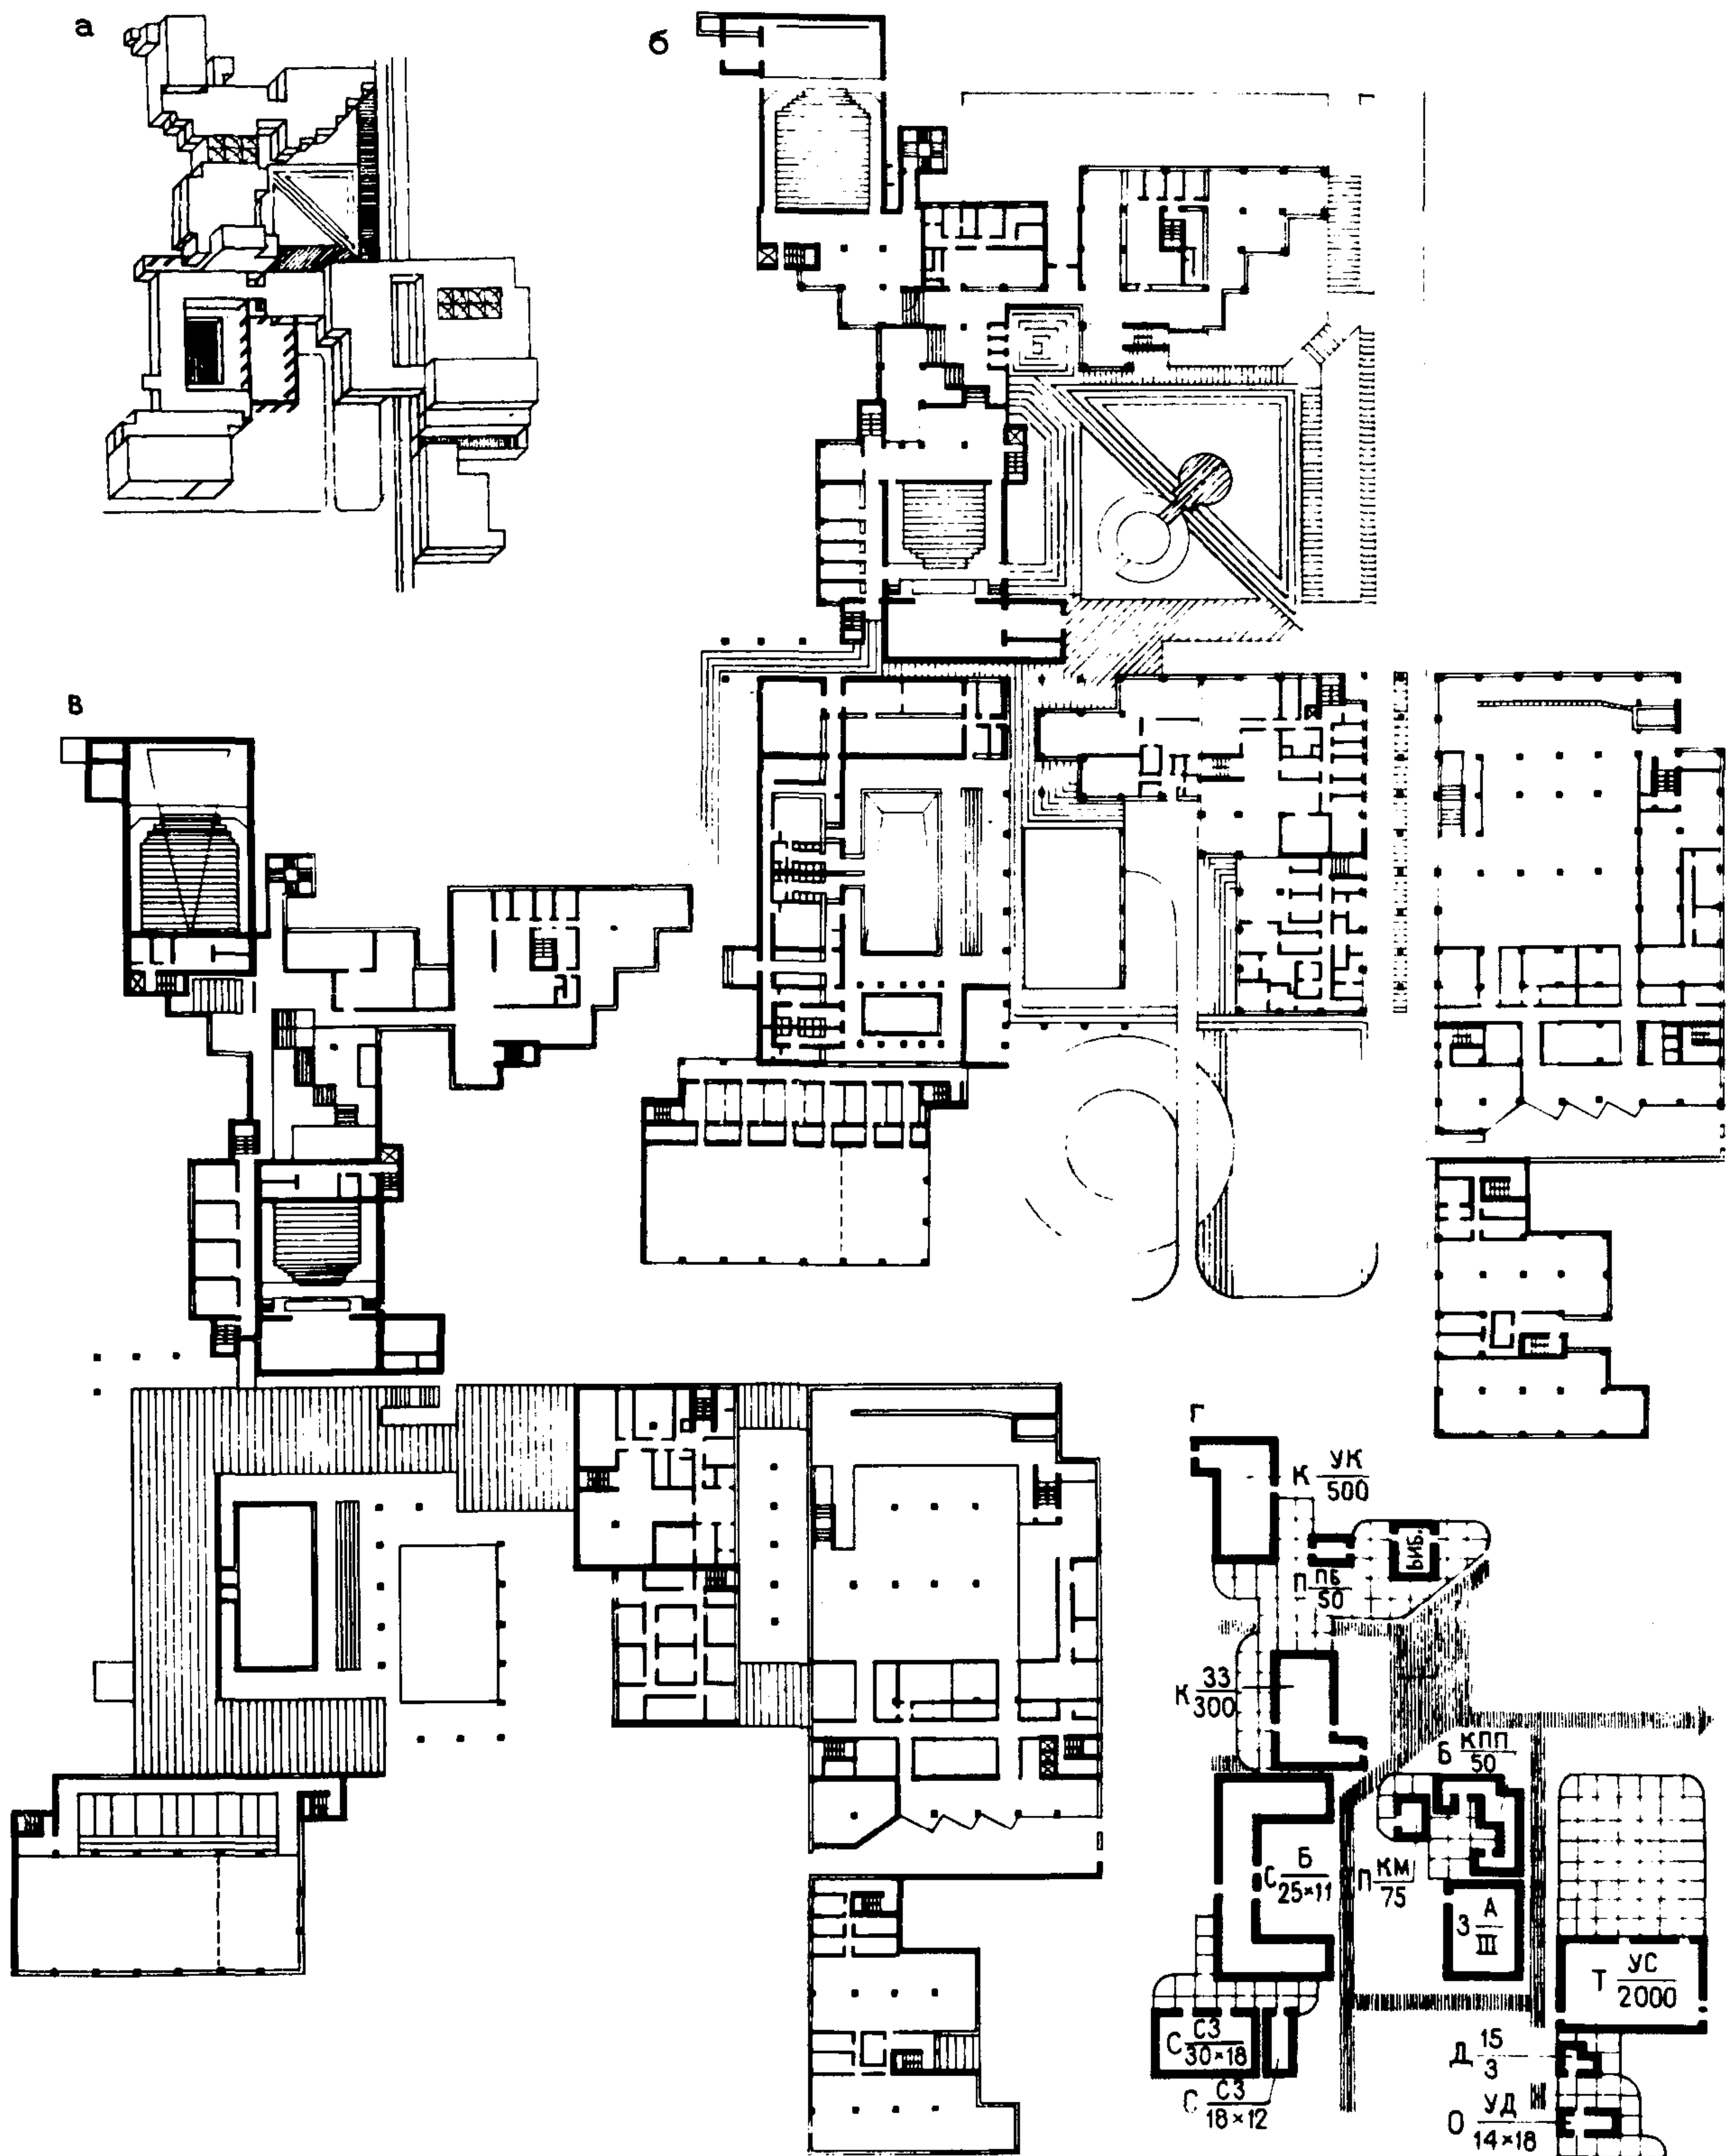 а
б
в
г
К УК/500
БИБ.
П ПБ/50
К ЗЗ/300
Б КПП/50
С Б/25×11
П КМ/75
З А/III
Т УС/2000
С СЗ/30×18
Д 15/3
С СЗ/18×12
О УД/14×18